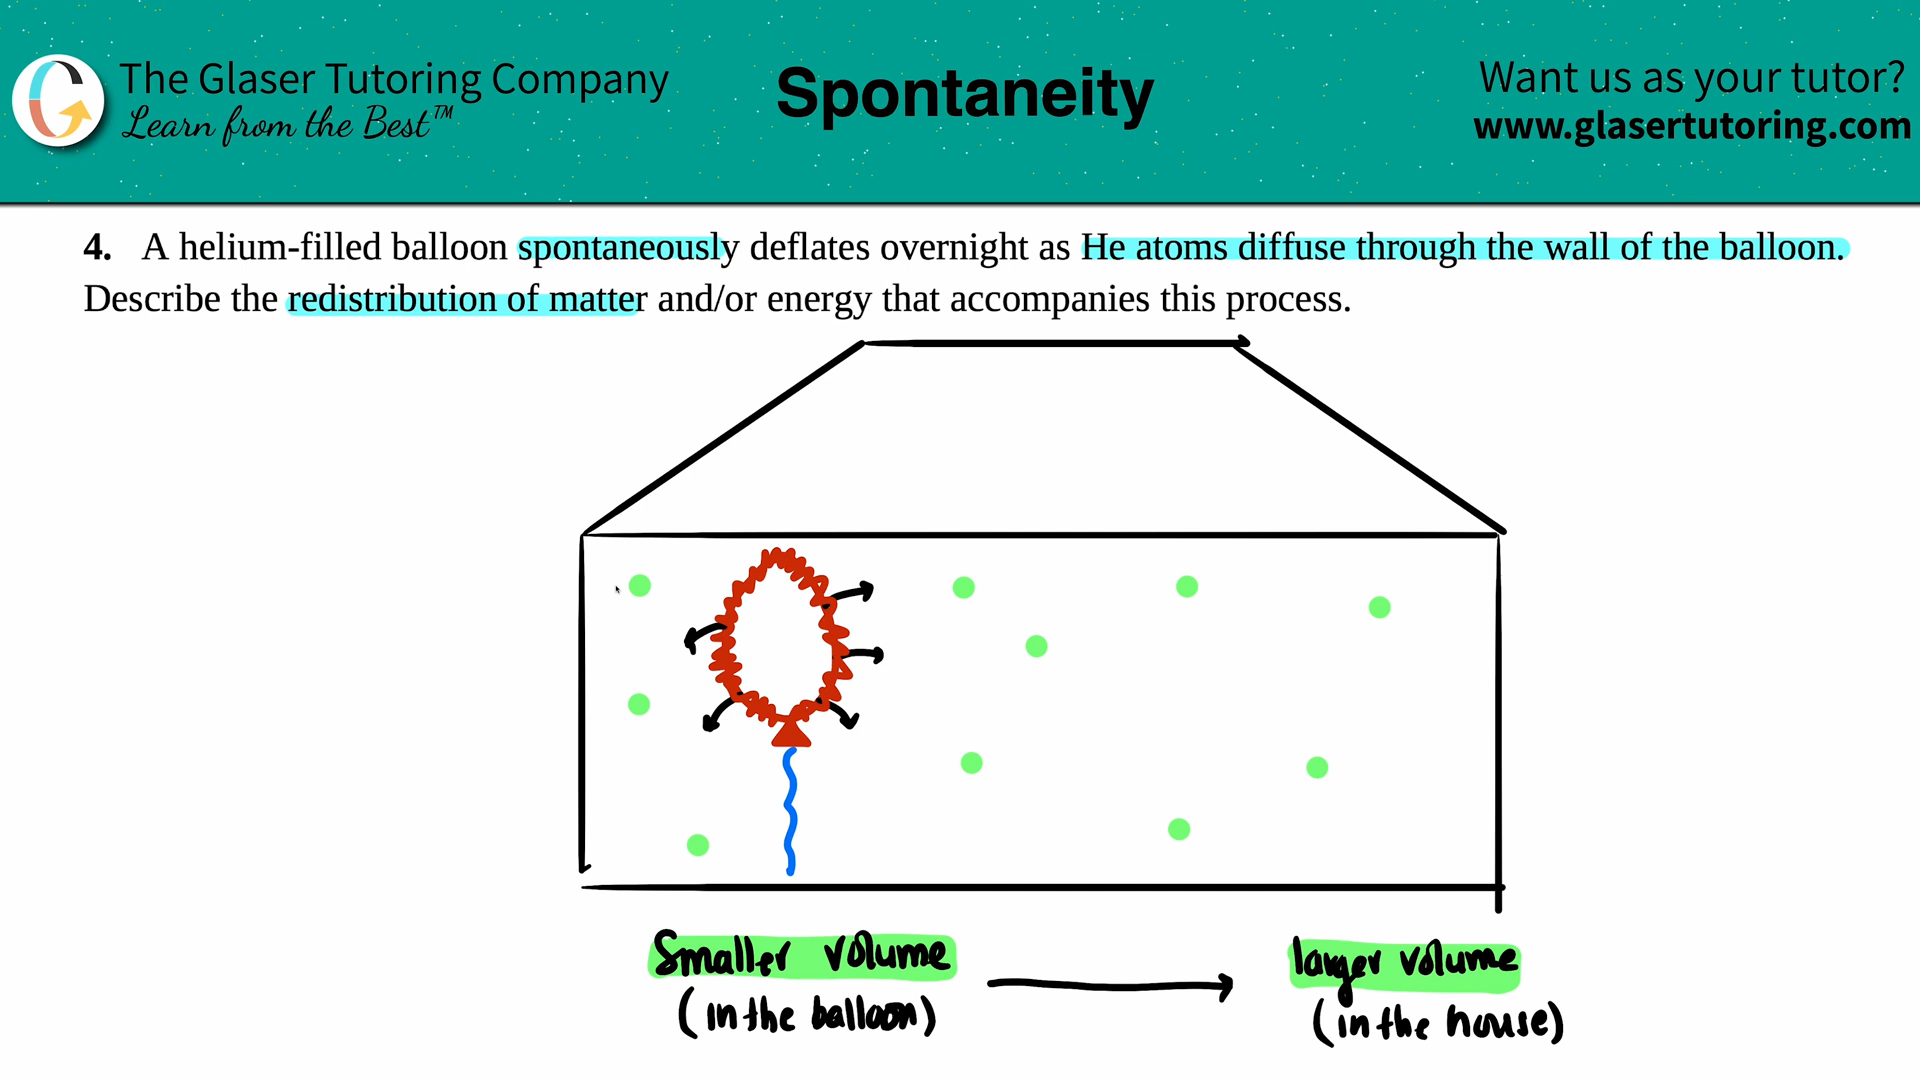 The Glaser Tutoring Company
Learn from the Best™
Spontaneity
Want us as your tutor?
www.glasertutoring.com
4. A helium-filled balloon spontaneously deflates overnight as He atoms diffuse through the wall of the balloon.
Describe the redistribution of matter and/or energy that accompanies this process.
Smaller volume
larger volume
(in the balloon)
(in the house)